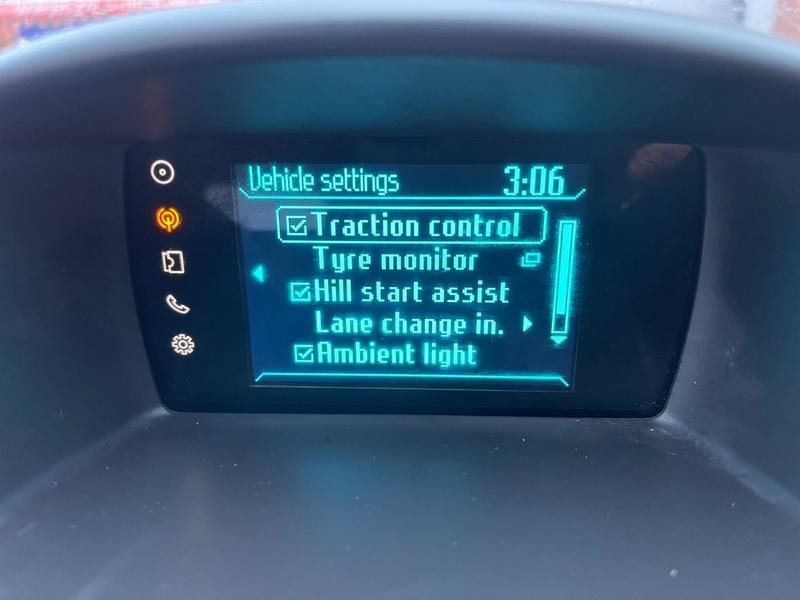 Vehicle settings 3:06
Traction control
Tyre monitor
Hill start assist
Lane change in.
Ambient light